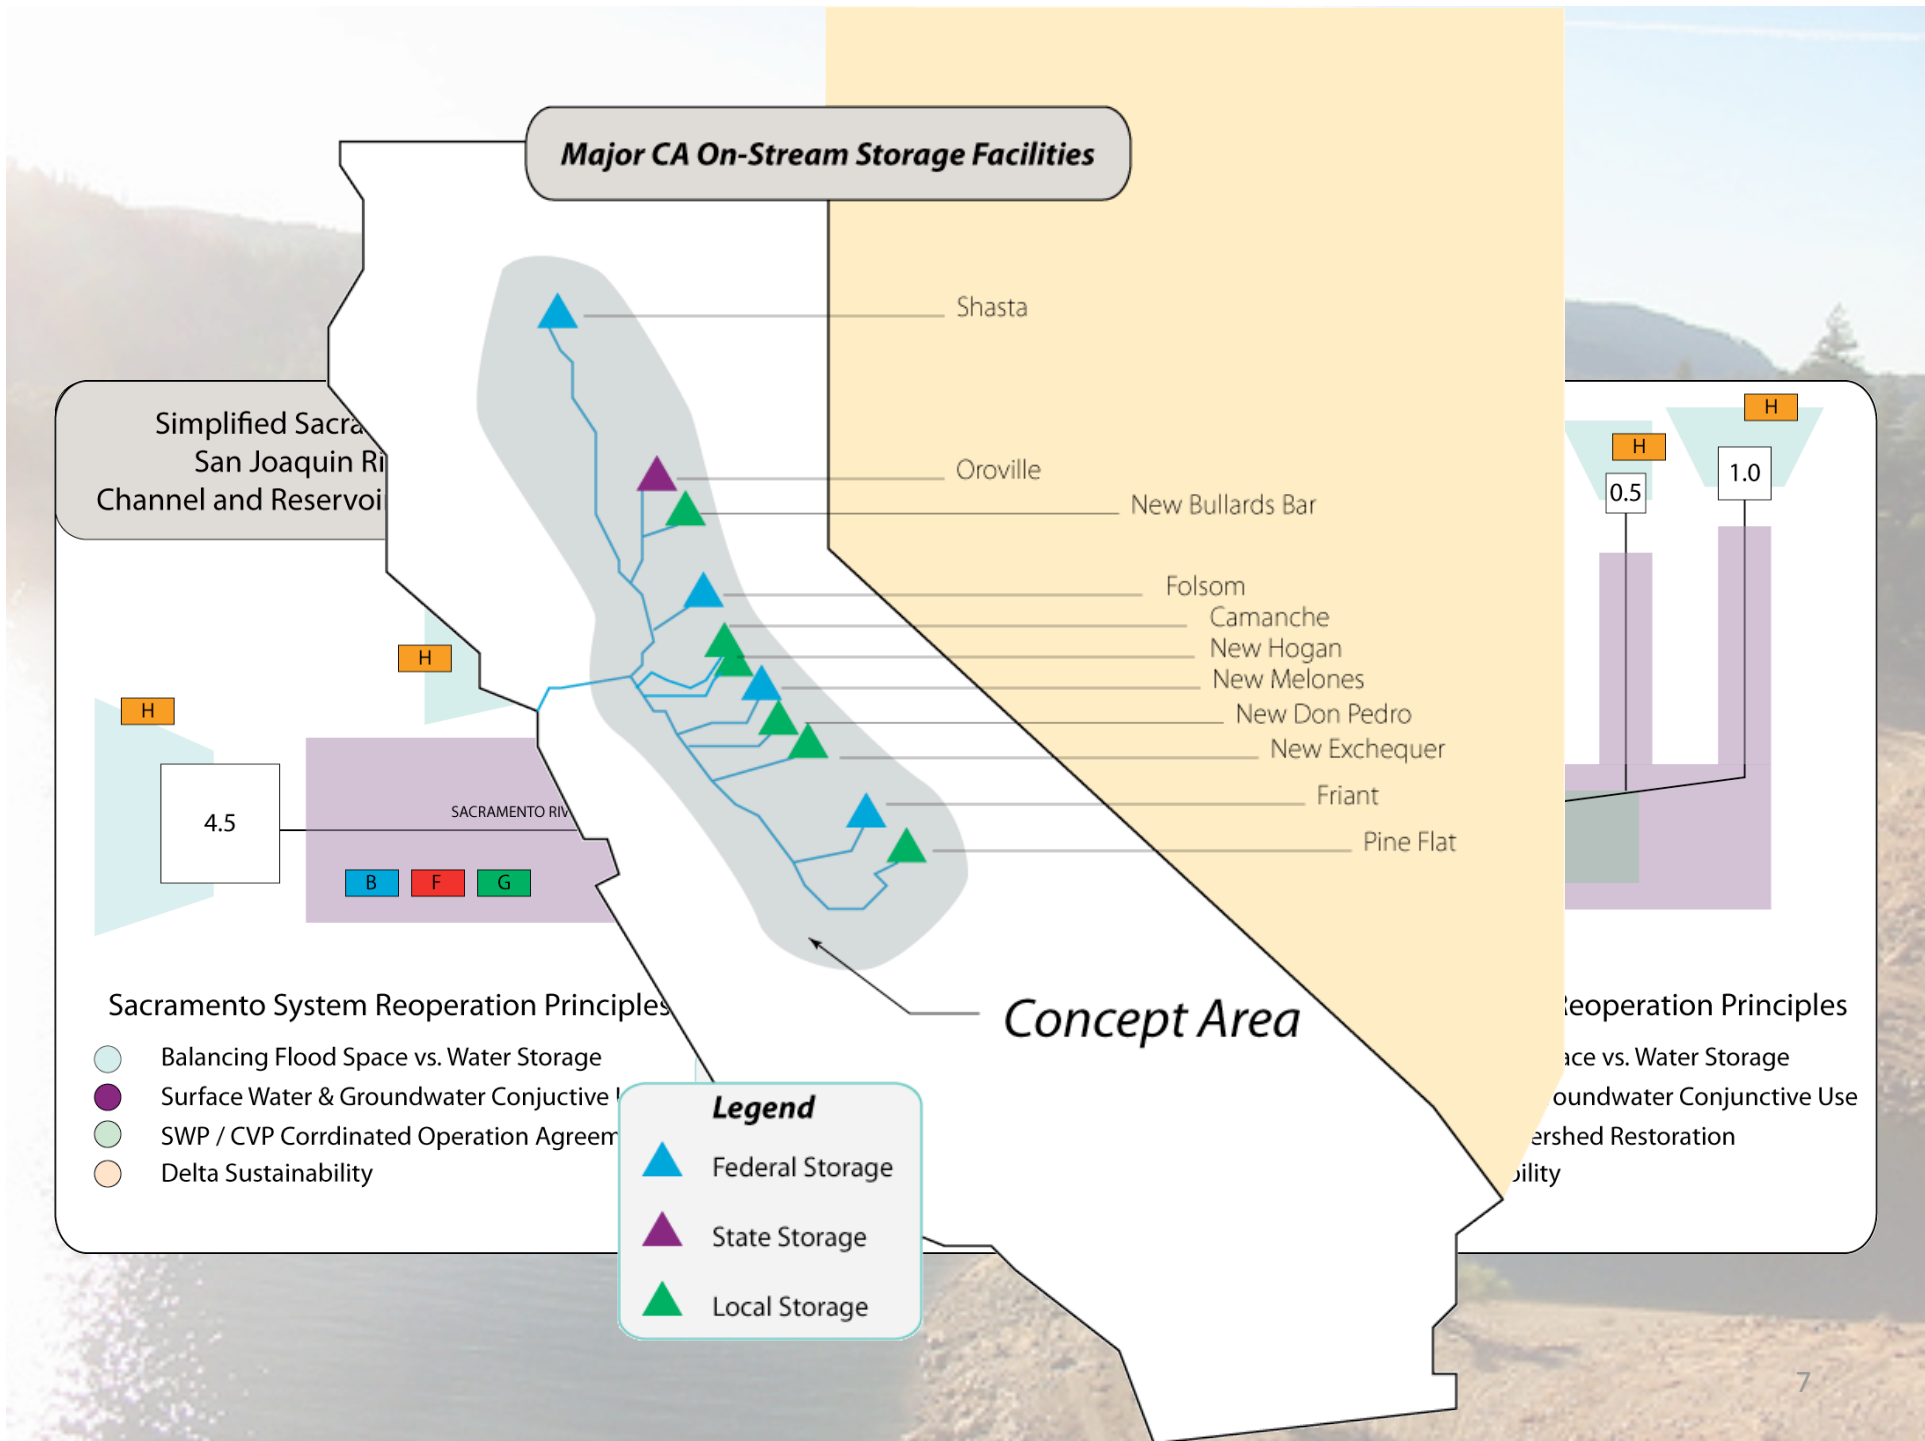 Major CA On-Stream Storage Facilities
Shasta
Oroville
New Bullards Bar
Folsom
Camanche
New Hogan
New Melones
New Don Pedro
New Exchequer
Friant
Pine Flat
Concept Area
Legend
Federal Storage
State Storage
Local Storage
Simplified Sacra
San Joaquin Ri
Channel and Reservoi
H
H
4.5
SACRAMENTO RIV
B F G
H
H
0.5
1.0
Sacramento System Reoperation Principles
Balancing Flood Space vs. Water Storage
Surface Water & Groundwater Conjuctive
SWP / CVP Corrdinated Operation Agreem
Delta Sustainability
Reoperation Principles
ace vs. Water Storage
oundwater Conjunctive Use
ershed Restoration
bility
7